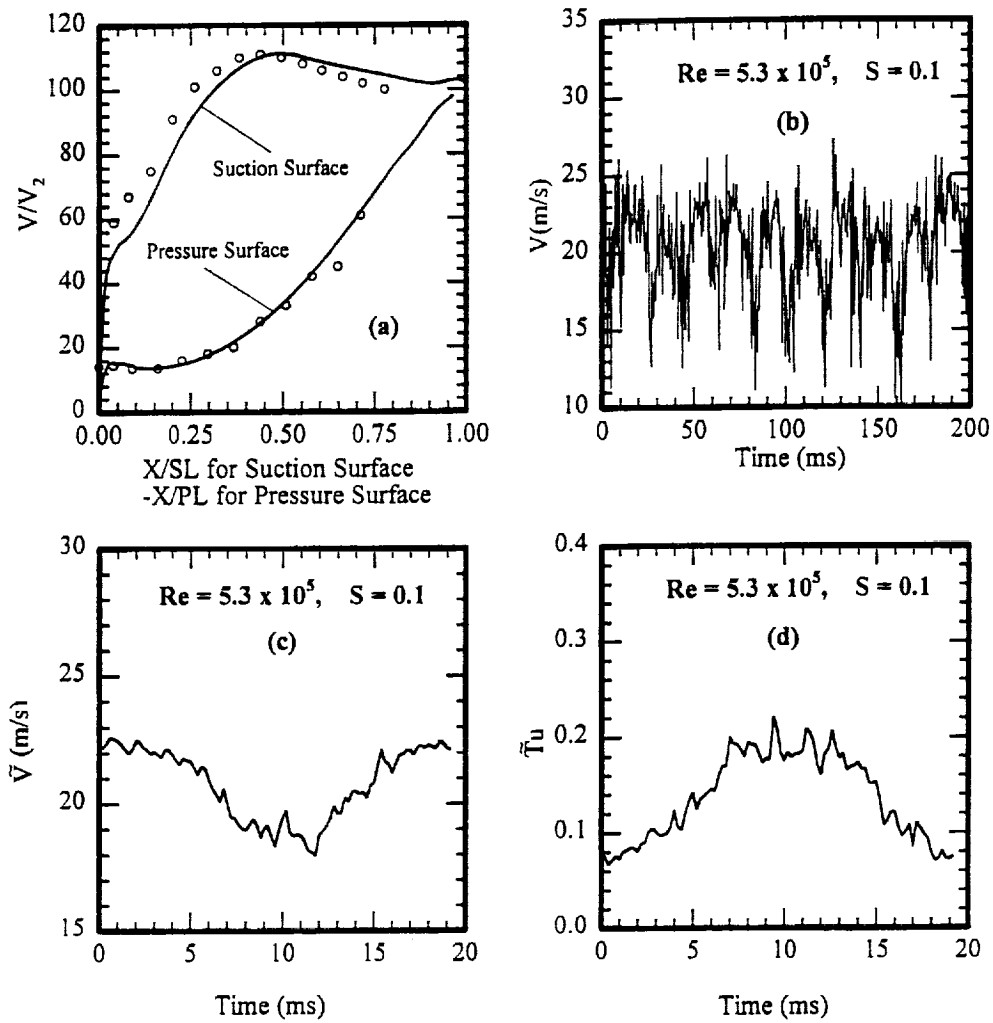 120
100
80
60
40
20
0
V/V2
Suction Surface
Pressure Surface
(a)
0.00 0.25 0.50 0.75 1.00
X/SL for Suction Surface
-X/PL for Pressure Surface
35
30
25
20
15
10
V(m/s)
Re = 5.3 x 10^5, S = 0.1
(b)
0 50 100 150 200
Time (ms)
30
25
20
15
Ṽ (m/s)
Re = 5.3 x 10^5, S = 0.1
(c)
0 5 10 15 20
Time (ms)
0.4
0.3
0.2
0.1
0.0
T̃u
Re = 5.3 x 10^5, S = 0.1
(d)
0 5 10 15 20
Time (ms)